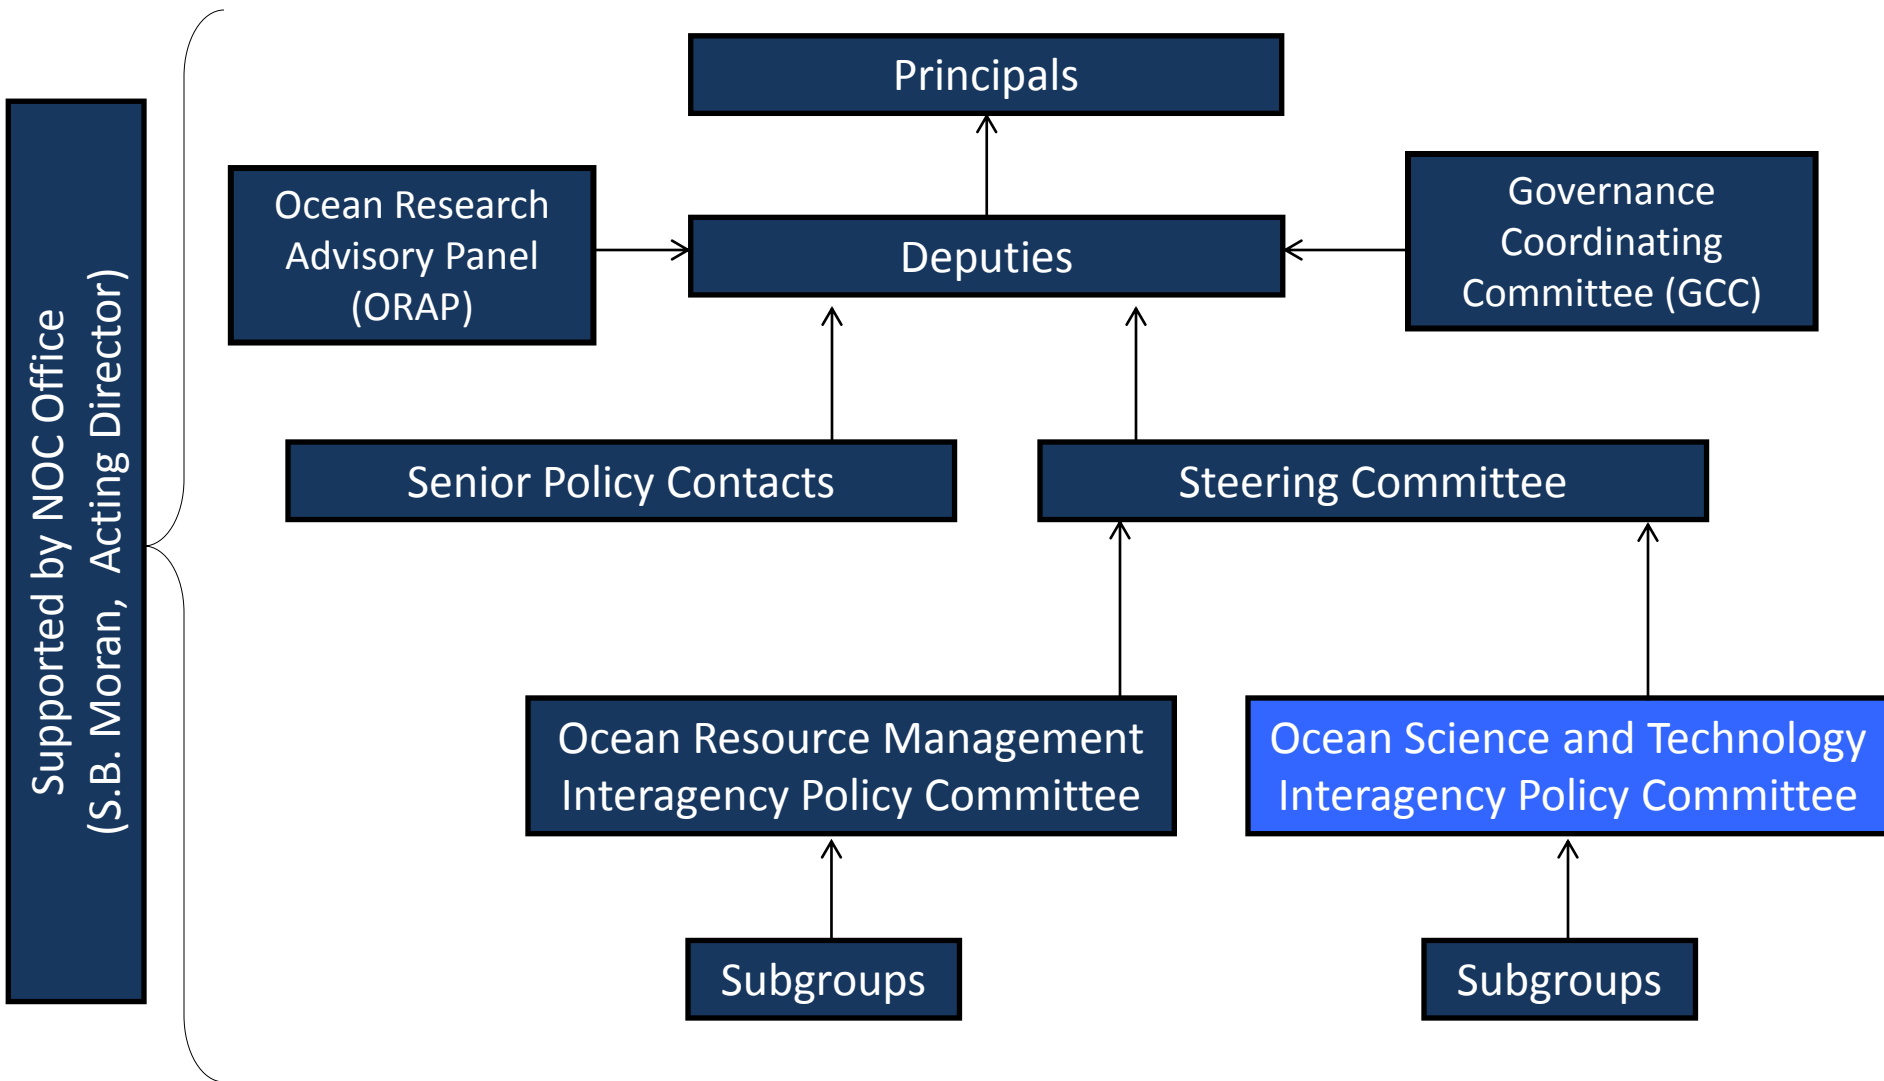 Supported by NOC Office
(S.B. Moran, Acting Director)
Principals
Ocean Research
Advisory Panel
(ORAP)
Deputies
Governance
Coordinating
Committee (GCC)
Senior Policy Contacts
Steering Committee
Ocean Resource Management
Interagency Policy Committee
Ocean Science and Technology
Interagency Policy Committee
Subgroups
Subgroups